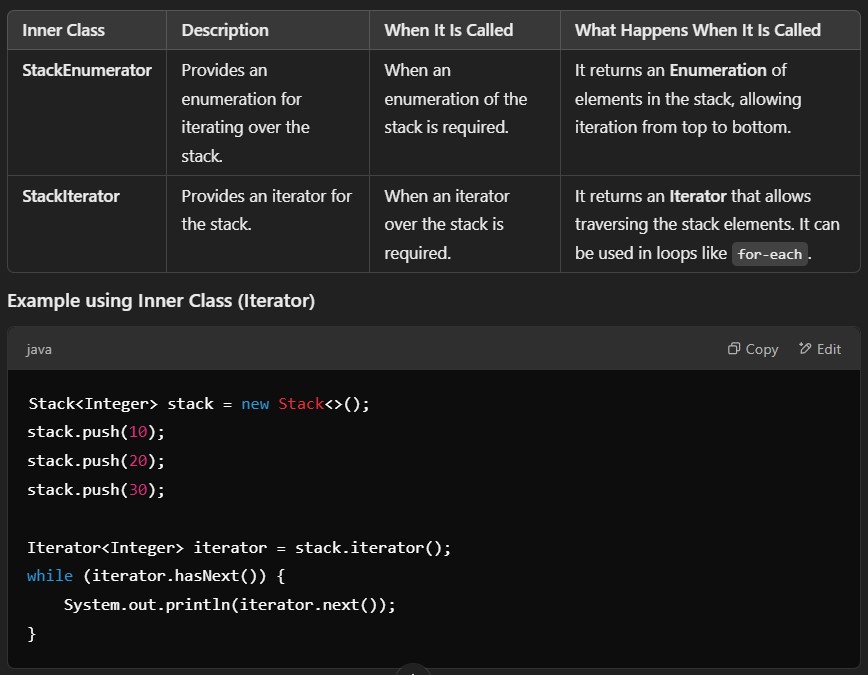 Inner Class Description When It Is Called What Happens When It Is Called
StackEnumerator Provides an When an It returns an Enumeration of
enumeration for enumeration of the elements in the stack, allowing
iterating over the stack is required. iteration from top to bottom.
stack.
StackIterator Provides an iterator for When an iterator It returns an Iterator that allows
the stack. over the stack is traversing the stack elements. It can
required. be used in loops like for-each.
Example using Inner Class (Iterator)
java Copy Edit
Stack<Integer> stack = new Stack<>();
stack.push(10);
stack.push(20);
stack.push(30);
Iterator<Integer> iterator = stack.iterator();
while (iterator.hasNext()) {
    System.out.println(iterator.next());
}